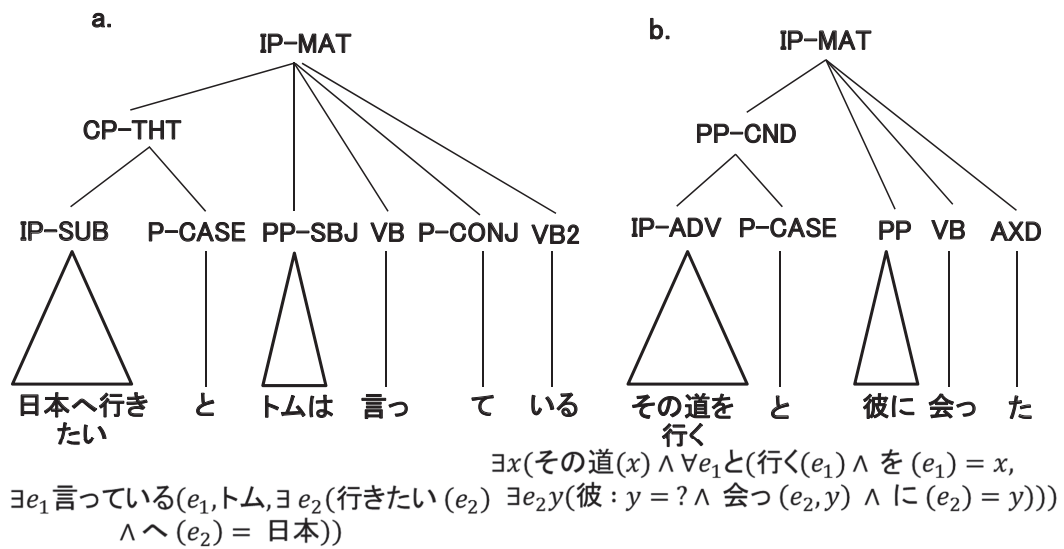 a.
IP-MAT
CP-THT
IP-SUB P-CASE PP-SBJ VB P-CONJ VB2
日本へ行き と トムは 言っ て いる
たい
∃e₁言っている(e₁,トム,∃ e₂(行きたい (e₂)
∧ へ (e₂) = 日本))
b.
IP-MAT
PP-CND
IP-ADV P-CASE PP VB AXD
その道を と 彼に 会っ た
行く
∃x(その道(x) ∧ ∀e₁と(行く(e₁) ∧ を (e₁) = x,
∃e₂y(彼 : y = ? ∧ 会っ (e₂, y) ∧ に (e₂) = y)))